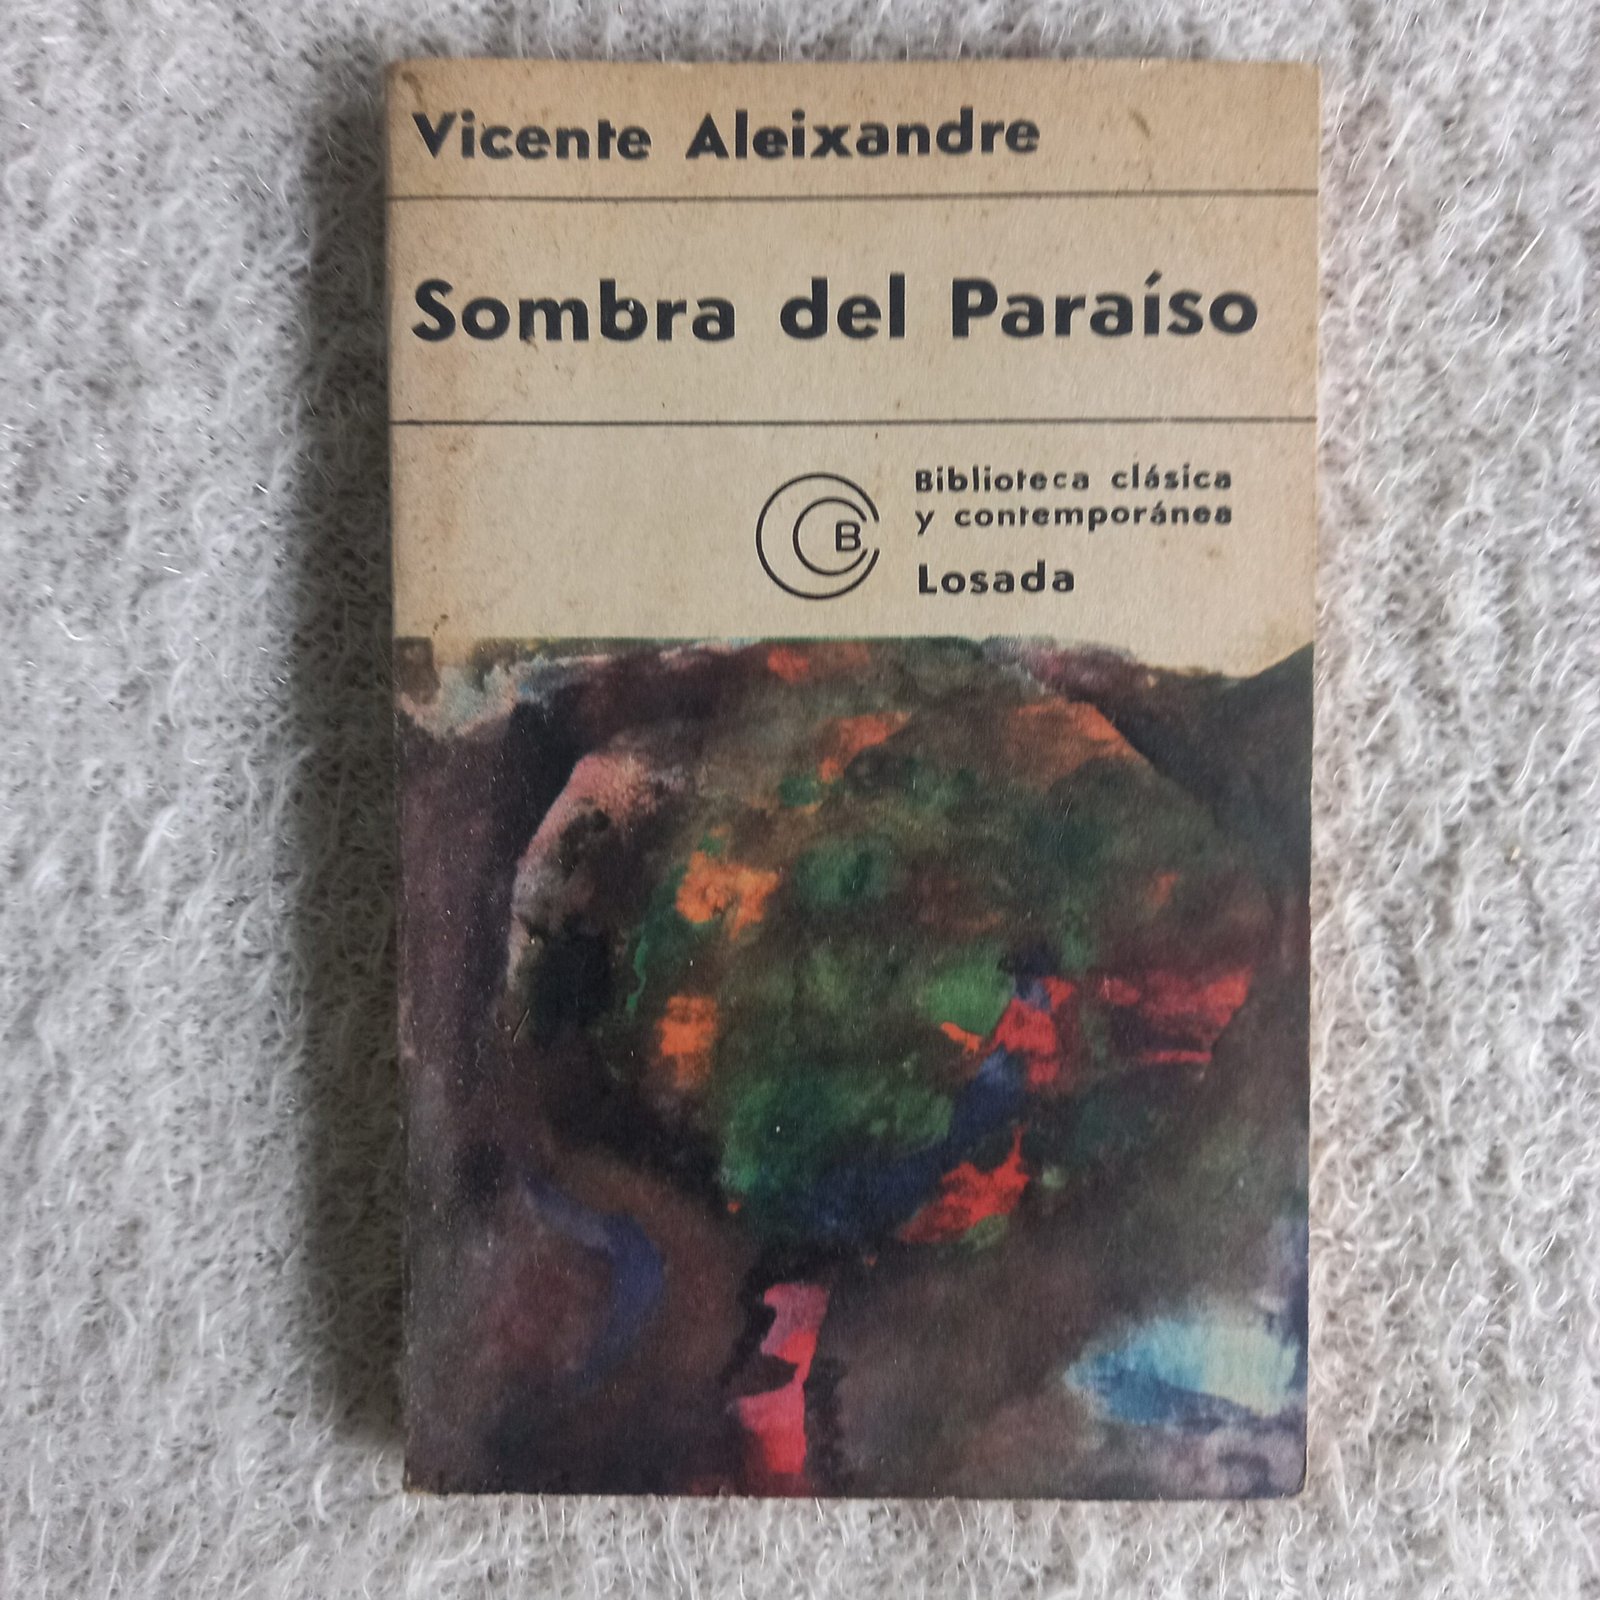 Vicente Aleixandre
Sombra del Paraíso
B
Biblioteca clásica
y contemporánea
Losada